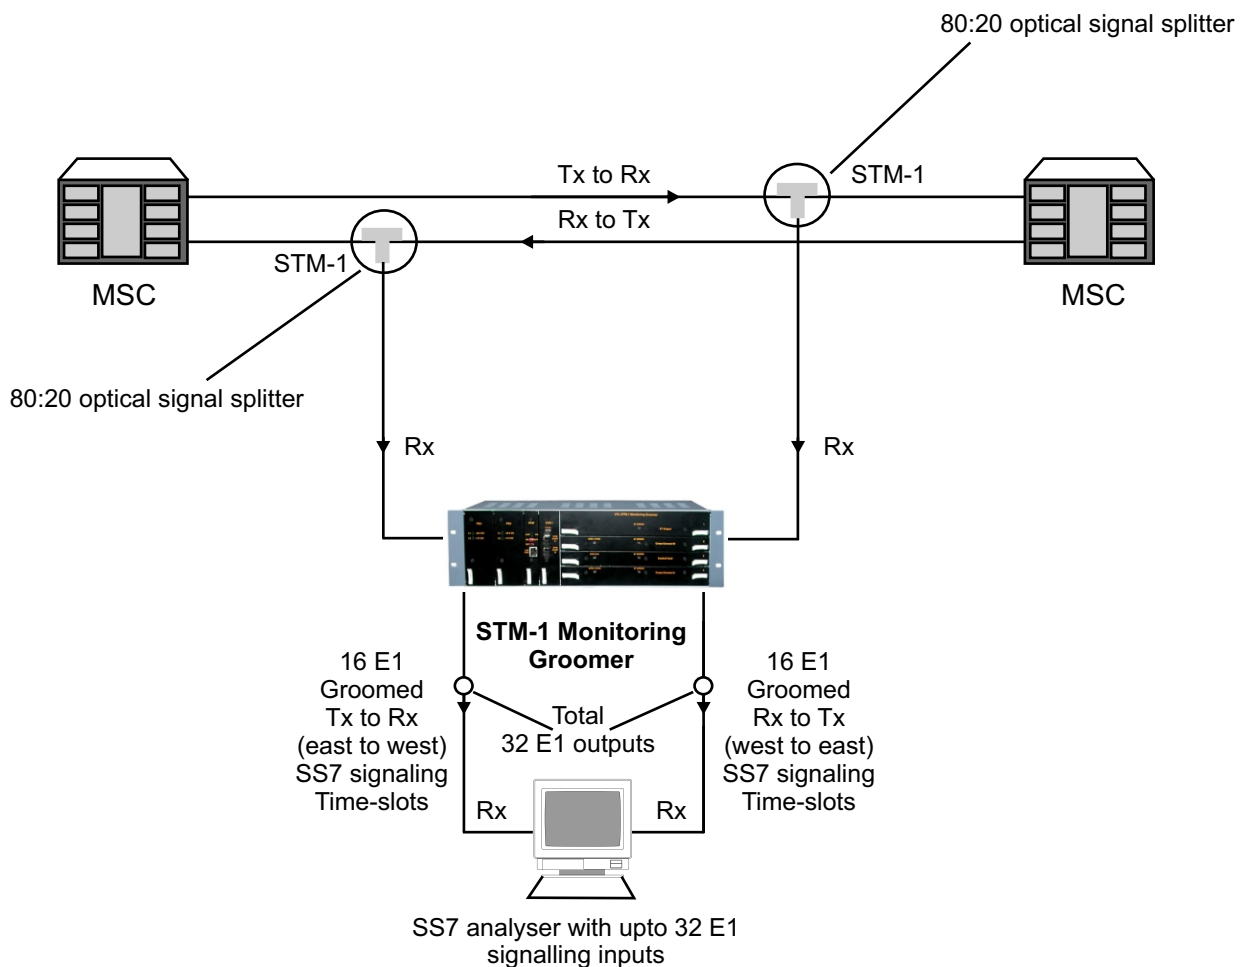 80:20 optical signal splitter
Tx to Rx
STM-1
Rx to Tx
STM-1
MSC
MSC
80:20 optical signal splitter
Rx
Rx
STM-1 Monitoring
Groomer
16 E1
Groomed
Tx to Rx
(east to west)
SS7 signaling
Time-slots
Total
32 E1 outputs
16 E1
Groomed
Rx to Tx
(west to east)
SS7 signaling
Time-slots
Rx
Rx
SS7 analyser with upto 32 E1
signalling inputs